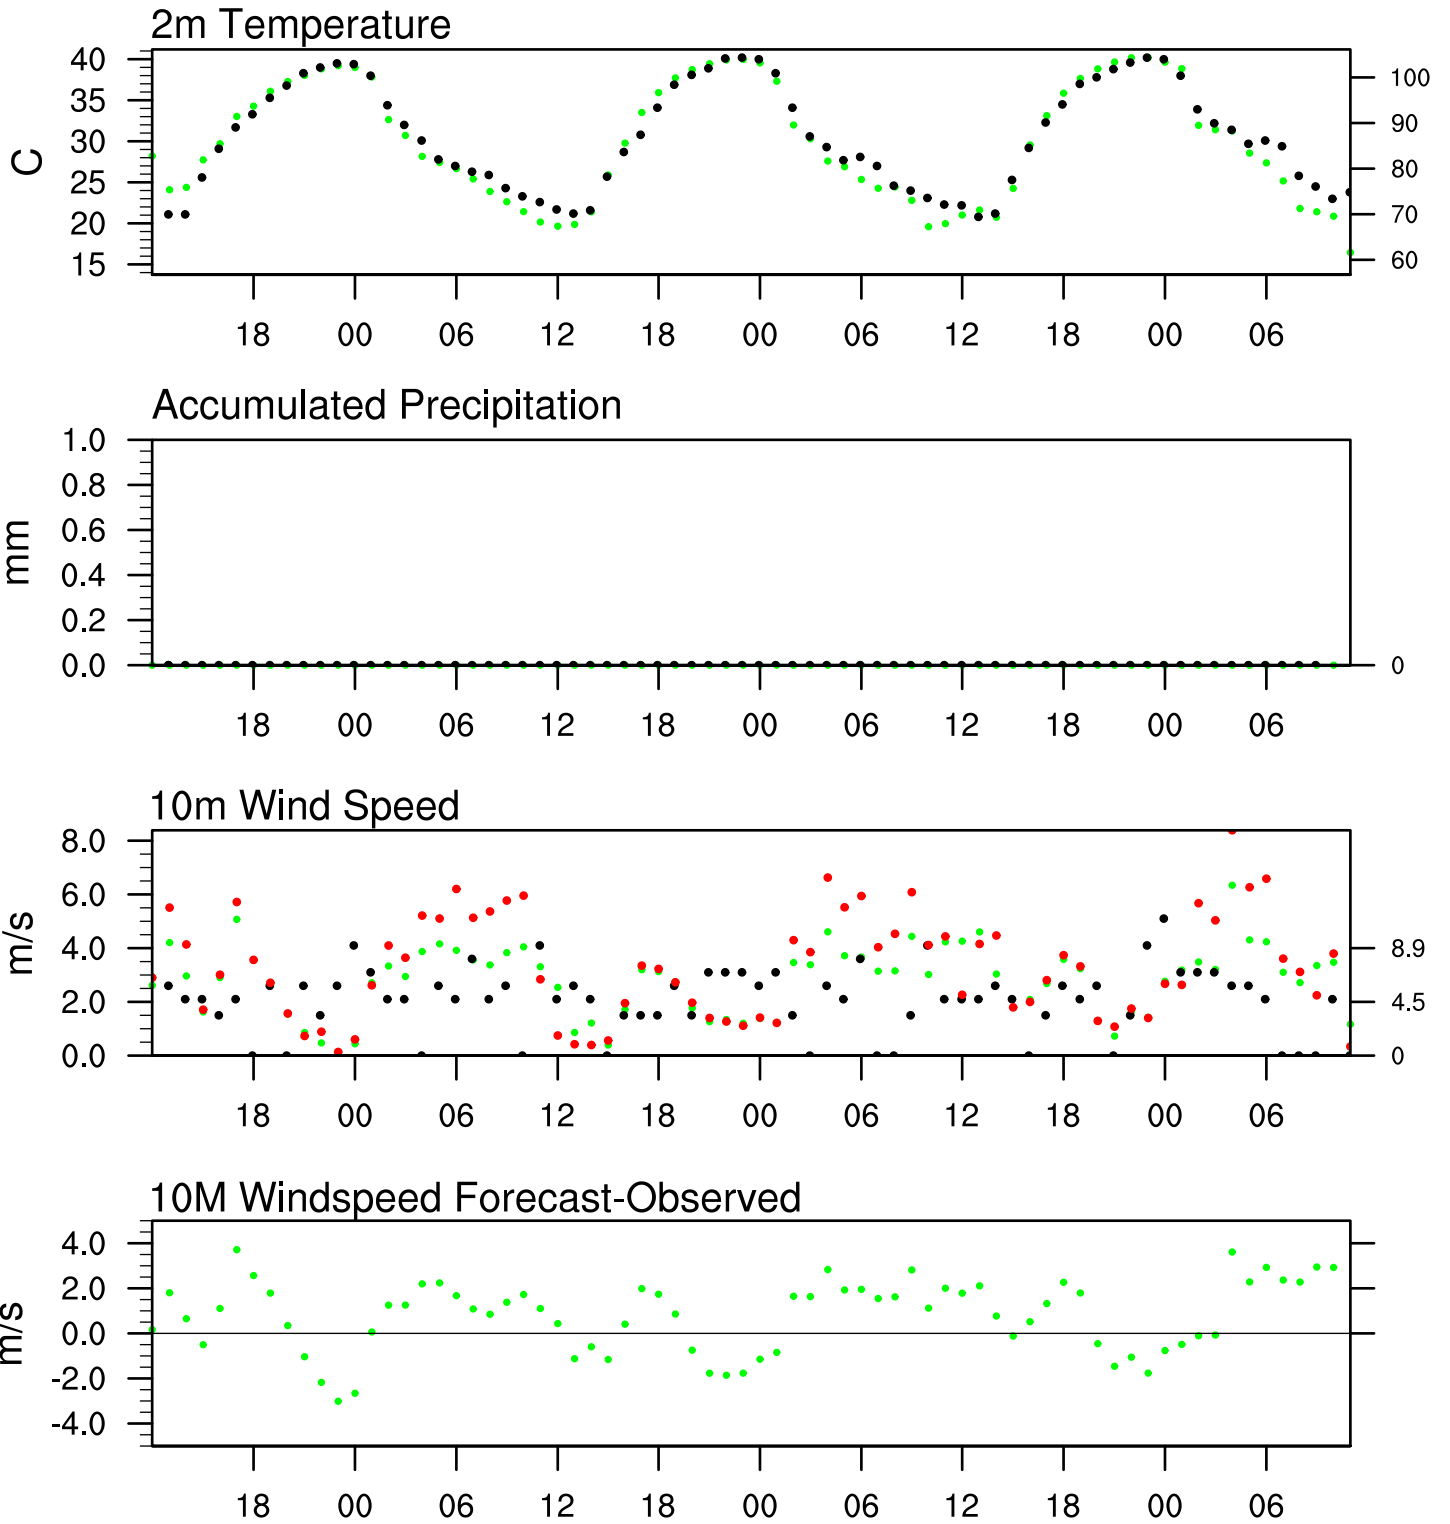 2m Temperature
40
35
30
25
20
15
C
100
90
80
70
60
18 00 06 12 18 00 06 12 18 00 06
Accumulated Precipitation
1.0
0.8
0.6
0.4
0.2
0.0
mm
0
18 00 06 12 18 00 06 12 18 00 06
10m Wind Speed
8.0
6.0
4.0
2.0
0.0
m/s
8.9
4.5
0
18 00 06 12 18 00 06 12 18 00 06
10M Windspeed Forecast-Observed
4.0
2.0
0.0
-2.0
-4.0
m/s
18 00 06 12 18 00 06 12 18 00 06